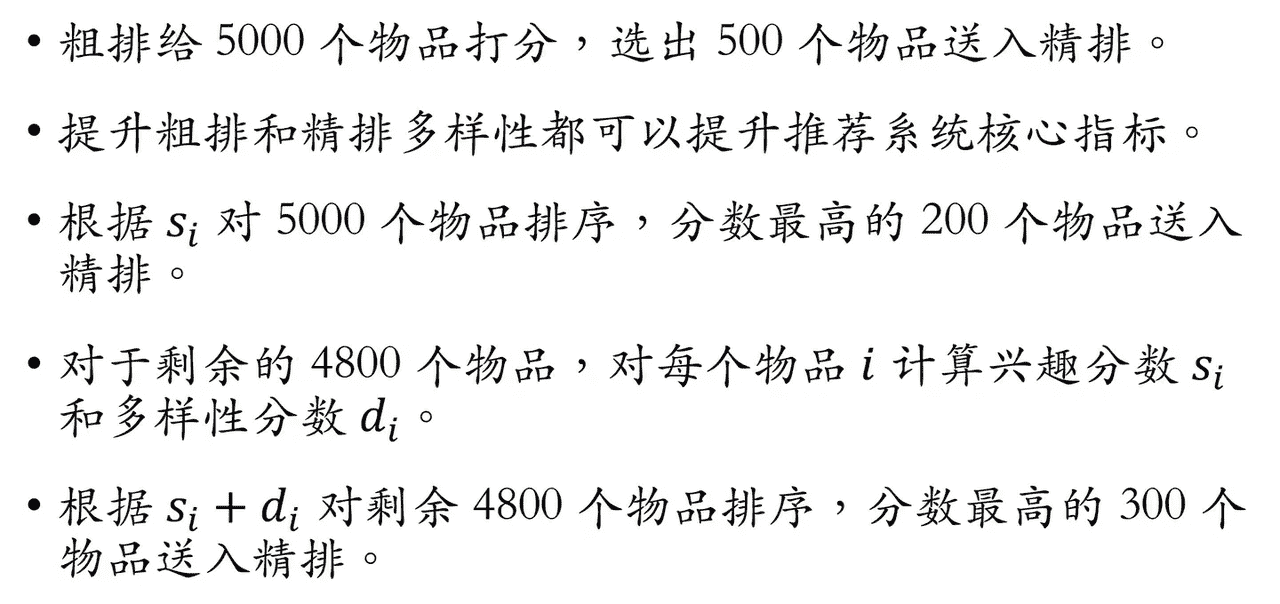 • 粗排给 5000 个物品打分，选出 500 个物品送入精排。
• 提升粗排和精排多样性都可以提升推荐系统核心指标。
• 根据 sᵢ 对 5000 个物品排序，分数最高的 200 个物品送入
精排。
• 对于剩余的 4800 个物品，对每个物品 i 计算兴趣分数 sᵢ
和多样性分数 dᵢ。
• 根据 sᵢ + dᵢ 对剩余 4800 个物品排序，分数最高的 300 个
物品送入精排。